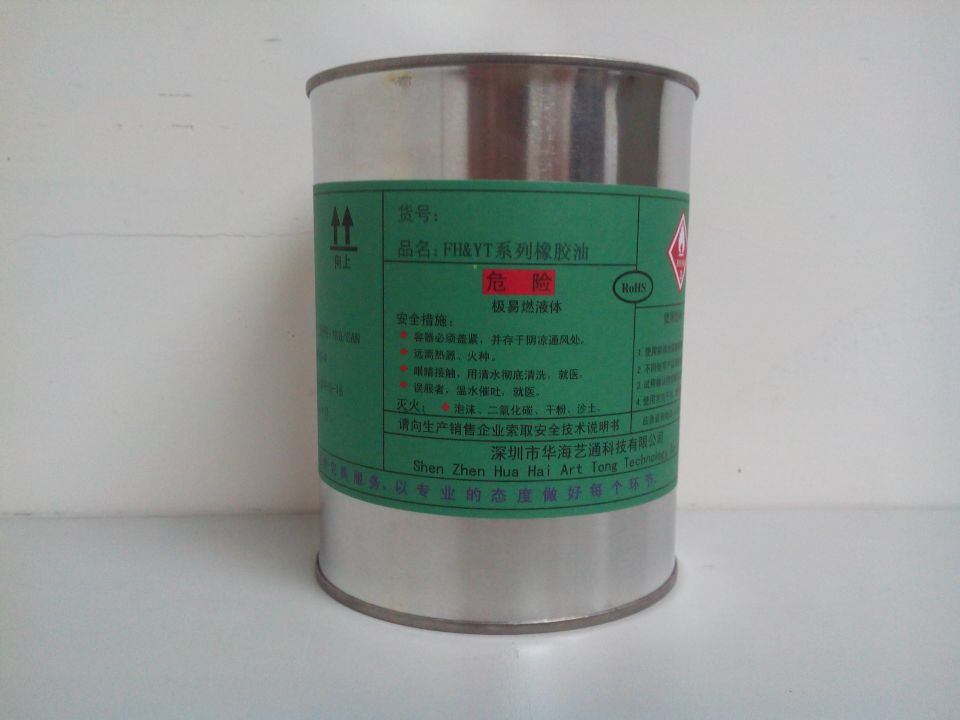 货号：
品名：FH&YT系列橡胶油
向上
危 险
极易燃液体
RoHS
安全措施：
容器必须盖紧，并存于阴凉通风处。
远离热源、火种。
眼睛接触，用清水彻底清洗，就医。
误服者，温水催吐，就医。
灭火： 泡沫、二氧化碳、干粉、沙土。
请向生产销售企业索取安全技术说明书
深圳市华海艺通科技有限公司
Shen Zhen Hua Hai Art Tong Technology
服务，以专业的态度做好每个环节。